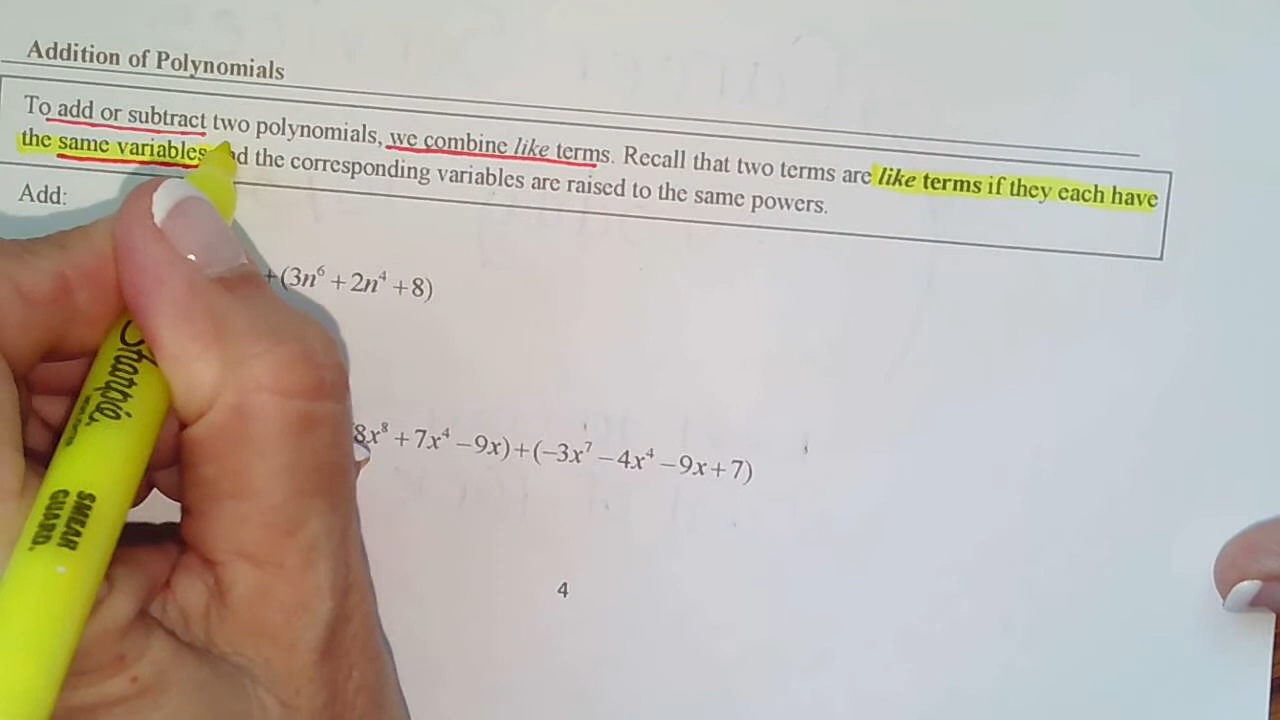 Addition of Polynomials
To add or subtract two polynomials, we combine like terms. Recall that two terms are like terms if they each have
the same variables and the corresponding variables are raised to the same powers.
Add:
+(3n⁶+2n⁴+8)
8x⁸+7x⁴−9x)+(−3x⁷−4x⁴−9x+7)
4
Sharpie
SMEAR
GUARD.